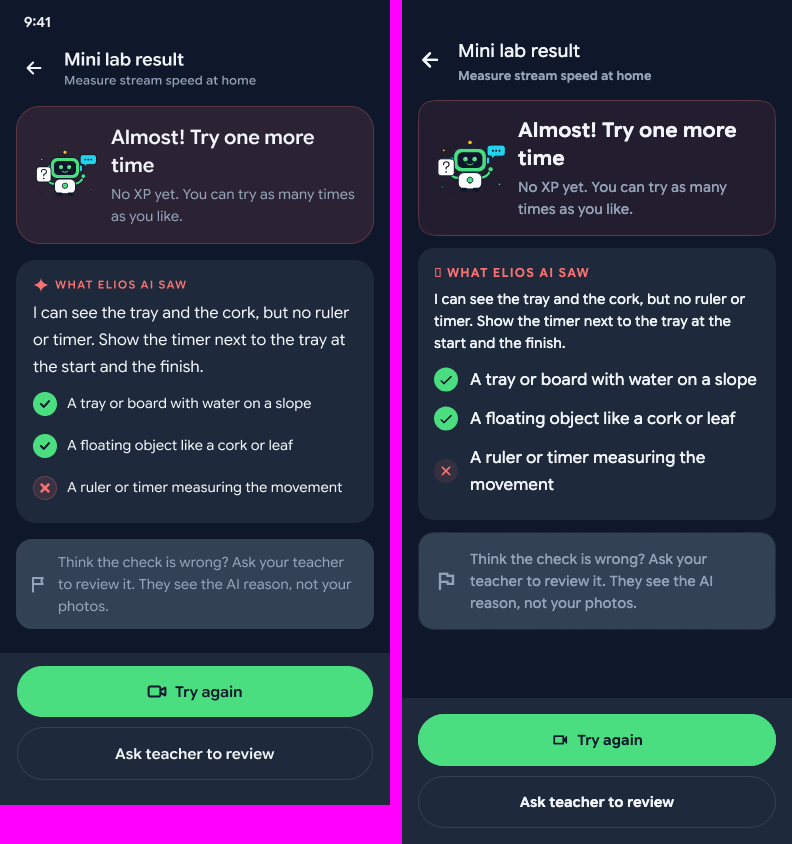 9:41
Mini lab result
Measure stream speed at home
?
Almost! Try one more
time
No XP yet. You can try as many times
as you like.
WHAT ELIOS AI SAW
I can see the tray and the cork, but no ruler
or timer. Show the timer next to the tray at
the start and the finish.
A tray or board with water on a slope
A floating object like a cork or leaf
A ruler or timer measuring the movement
Think the check is wrong? Ask your teacher
to review it. They see the AI reason, not your
photos.
Try again
Ask teacher to review
Mini lab result
Measure stream speed at home
?
Almost! Try one more
time
No XP yet. You can try as many
times as you like.
WHAT ELIOS AI SAW
I can see the tray and the cork, but no ruler or
timer. Show the timer next to the tray at the
start and the finish.
A tray or board with water on a slope
A floating object like a cork or leaf
A ruler or timer measuring the
movement
Think the check is wrong? Ask your
teacher to review it. They see the AI
reason, not your photos.
Try again
Ask teacher to review